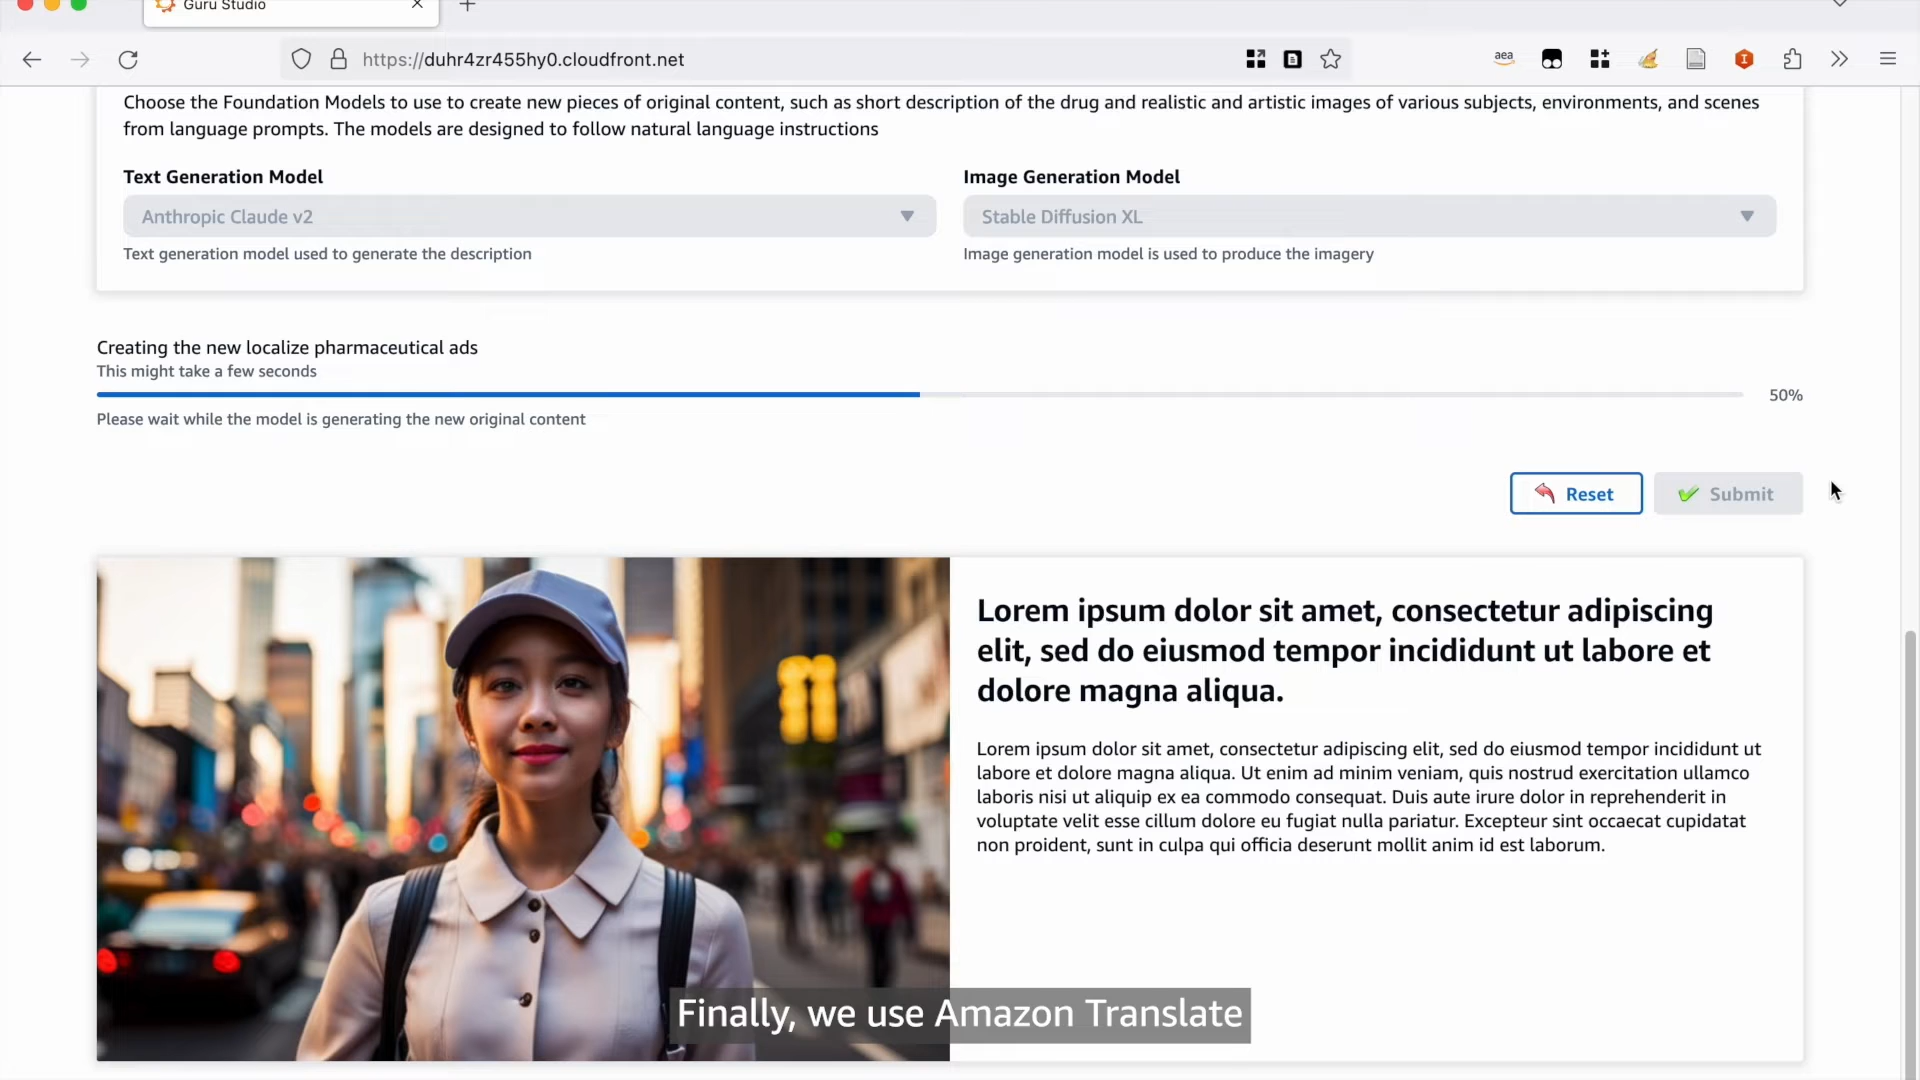 Guru Studio
https://duhr4zr455hy0.cloudfront.net
aea
Choose the Foundation Models to use to create new pieces of original content, such as short description of the drug and realistic and artistic images of various subjects, environments, and scenes
from language prompts. The models are designed to follow natural language instructions
Text Generation Model
Image Generation Model
Anthropic Claude v2
Stable Diffusion XL
Text generation model used to generate the description
Image generation model is used to produce the imagery
Creating the new localize pharmaceutical ads
This might take a few seconds
50%
Please wait while the model is generating the new original content
Reset
Submit
Lorem ipsum dolor sit amet, consectetur adipiscing
elit, sed do eiusmod tempor incididunt ut labore et
dolore magna aliqua.
Lorem ipsum dolor sit amet, consectetur adipiscing elit, sed do eiusmod tempor incididunt ut
labore et dolore magna aliqua. Ut enim ad minim veniam, quis nostrud exercitation ullamco
laboris nisi ut aliquip ex ea commodo consequat. Duis aute irure dolor in reprehenderit in
voluptate velit esse cillum dolore eu fugiat nulla pariatur. Excepteur sint occaecat cupidatat
non proident, sunt in culpa qui officia deserunt mollit anim id est laborum.
Finally, we use Amazon Translate